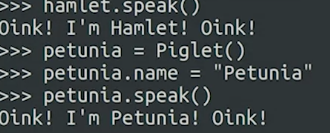 >>> hamlet.speak()
Oink! I'm Hamlet! Oink!
>>> petunia = Piglet()
>>> petunia.name = "Petunia"
>>> petunia.speak()
Oink! I'm Petunia! Oink!